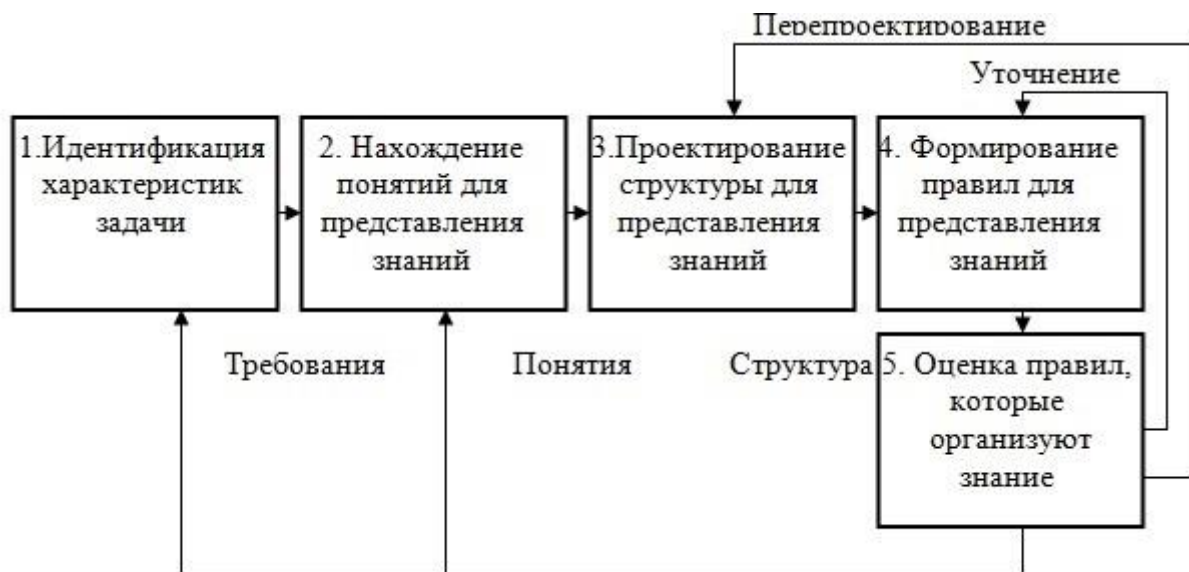 Перепроектирование
Уточнение
1.Идентификация
характеристик
задачи
2. Нахождение
понятий для
представления
знаний
3.Проектирование
структуры для
представления
знаний
4. Формирование
правил для
представления
знаний
Требования
Понятия
Структура
5. Оценка правил,
которые
организуют
знание